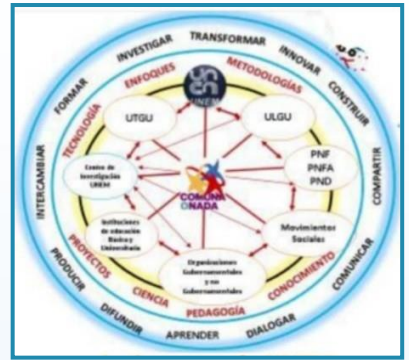 TRANSFORMAR
INNOVAR
CONSTRUIR
COMPARTIR
COMUNICAR
DIALOGAR
APRENDER
DIFUNDIR
PRODUCIR
INTERCAMBIAR
FORMAR
INVESTIGAR
ENFOQUES
METODOLOGÍAS
CONOCIMIENTO
PEDAGOGÍA
CIENCIA
PROYECTOS
TECNOLOGÍA
UNEM
UTGU
ULGU
Centro de
Investigación
UNEM
PNF
PNFA
PND
COMUNA
O NADA
Instituciones
de educación
Básica y
Universitaria
Movimientos
Sociales
Organizaciones
Gubernamentales
y no
Gubernamentales